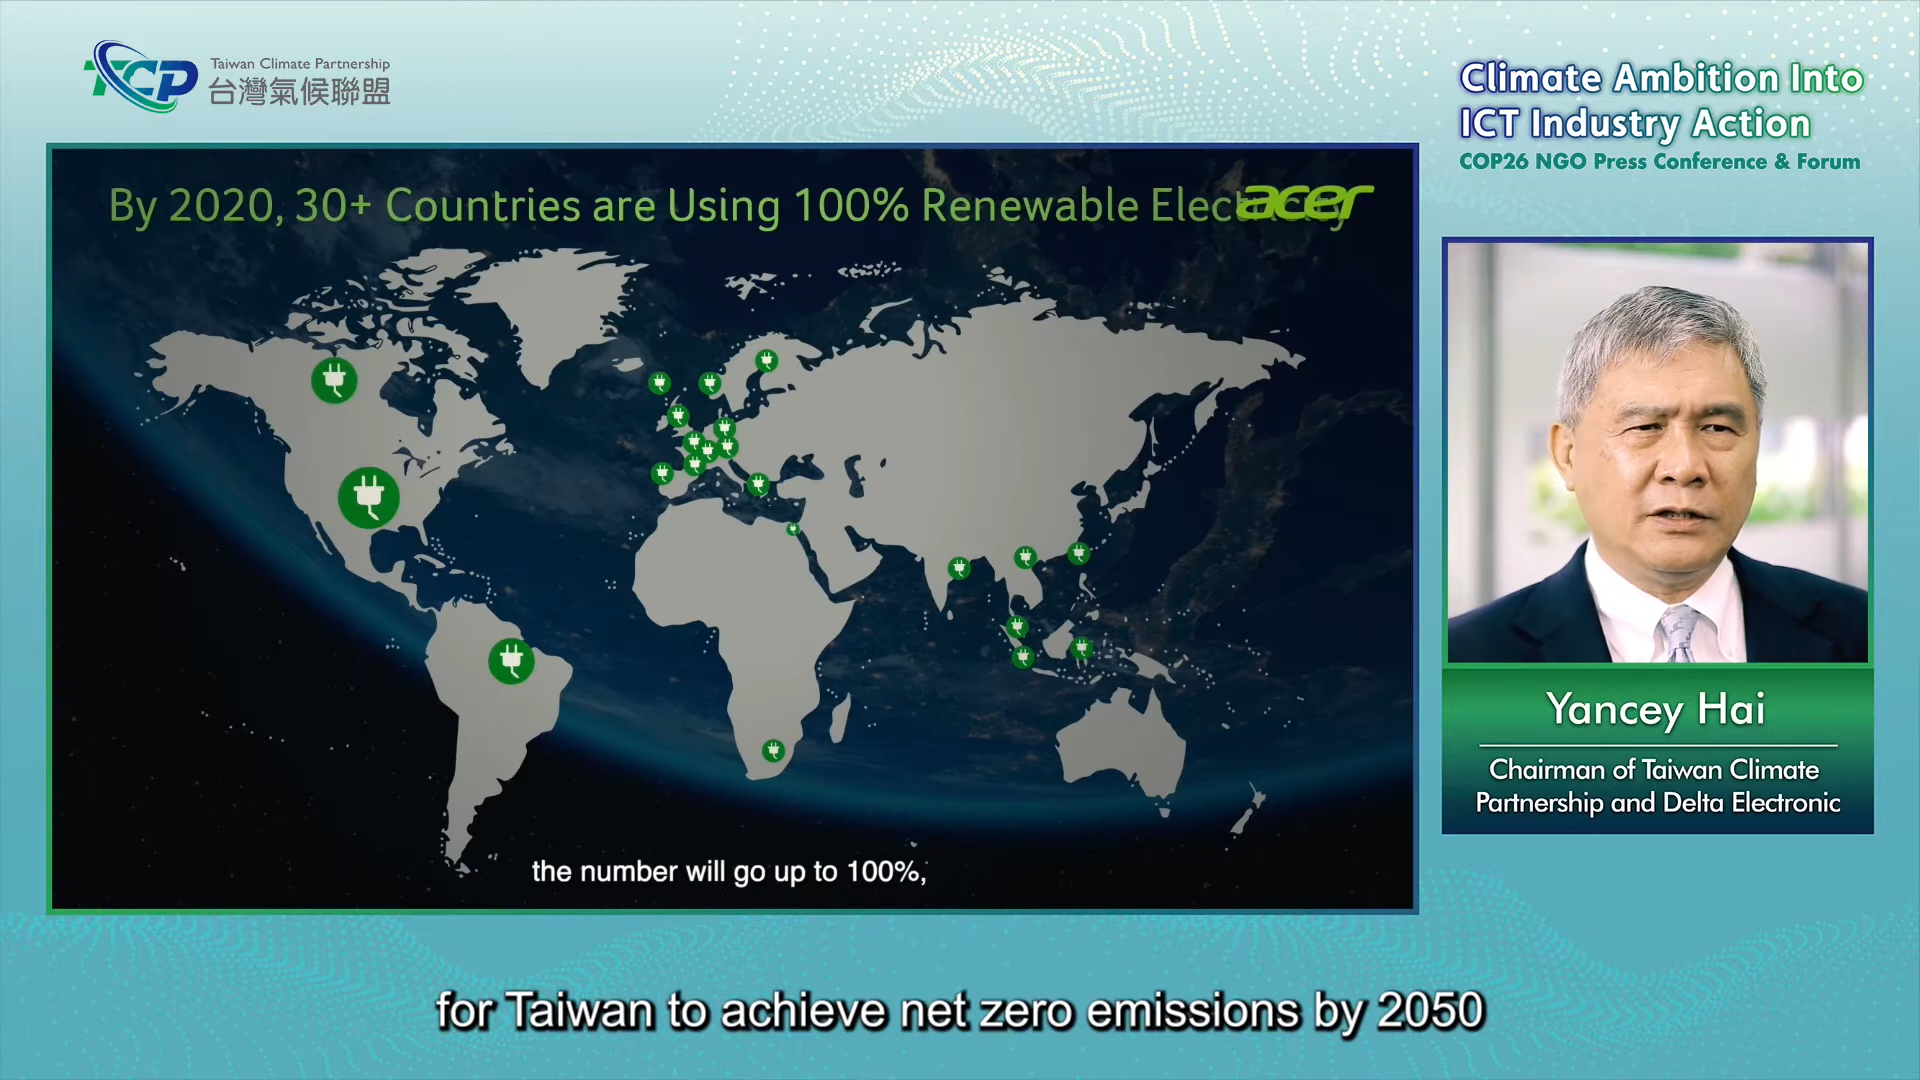 TCP
Taiwan Climate Partnership
台灣氣候聯盟
Climate Ambition Into
ICT Industry Action
COP26 NGO Press Conference & Forum
By 2020, 30+ Countries are Using 100% Renewable Electricity
acer
the number will go up to 100%,
Yancey Hai
Chairman of Taiwan Climate
Partnership and Delta Electronic
for Taiwan to achieve net zero emissions by 2050